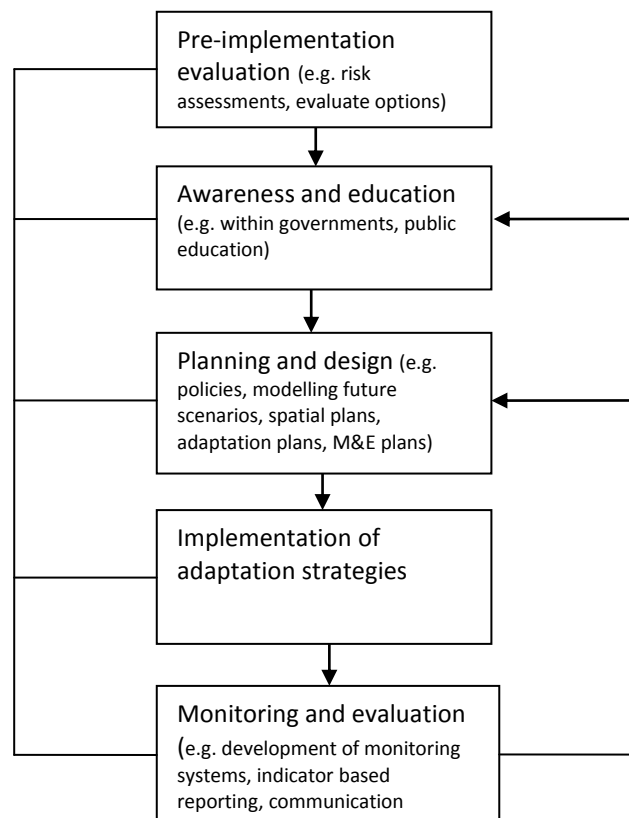 Pre-implementation
evaluation (e.g. risk
assessments, evaluate options)
Awareness and education
(e.g. within governments, public
education)
Planning and design (e.g.
policies, modelling future
scenarios, spatial plans,
adaptation plans, M&E plans)
Implementation of
adaptation strategies
Monitoring and evaluation
(e.g. development of monitoring
systems, indicator based
reporting, communication